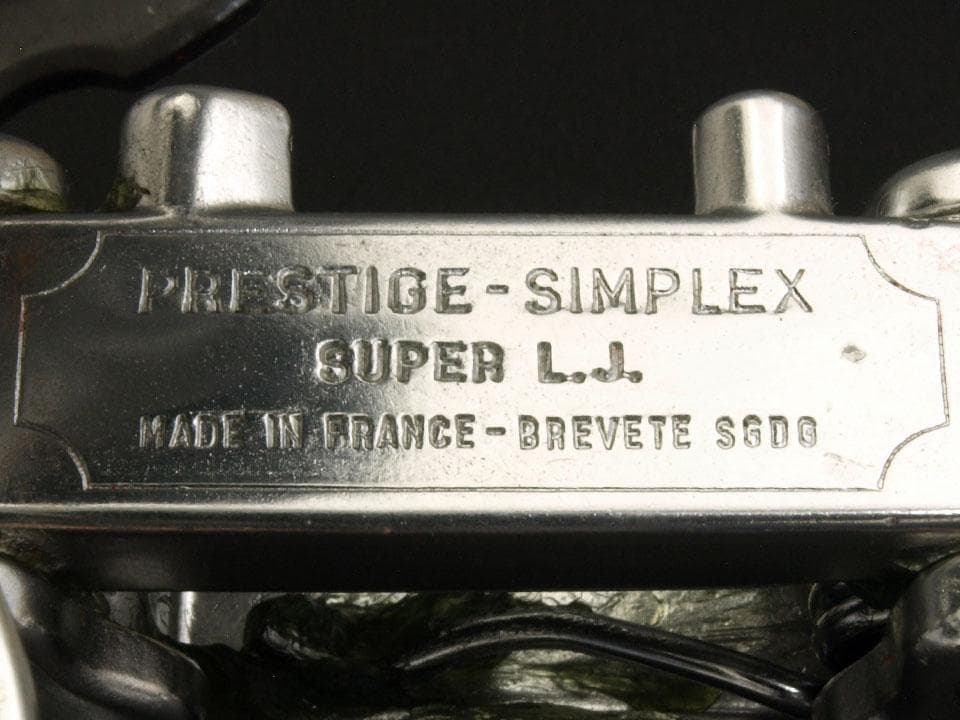 PRESTIGE-SIMPLEX
SUPER L.J.
MADE IN FRANCE-BREVETE SGDG